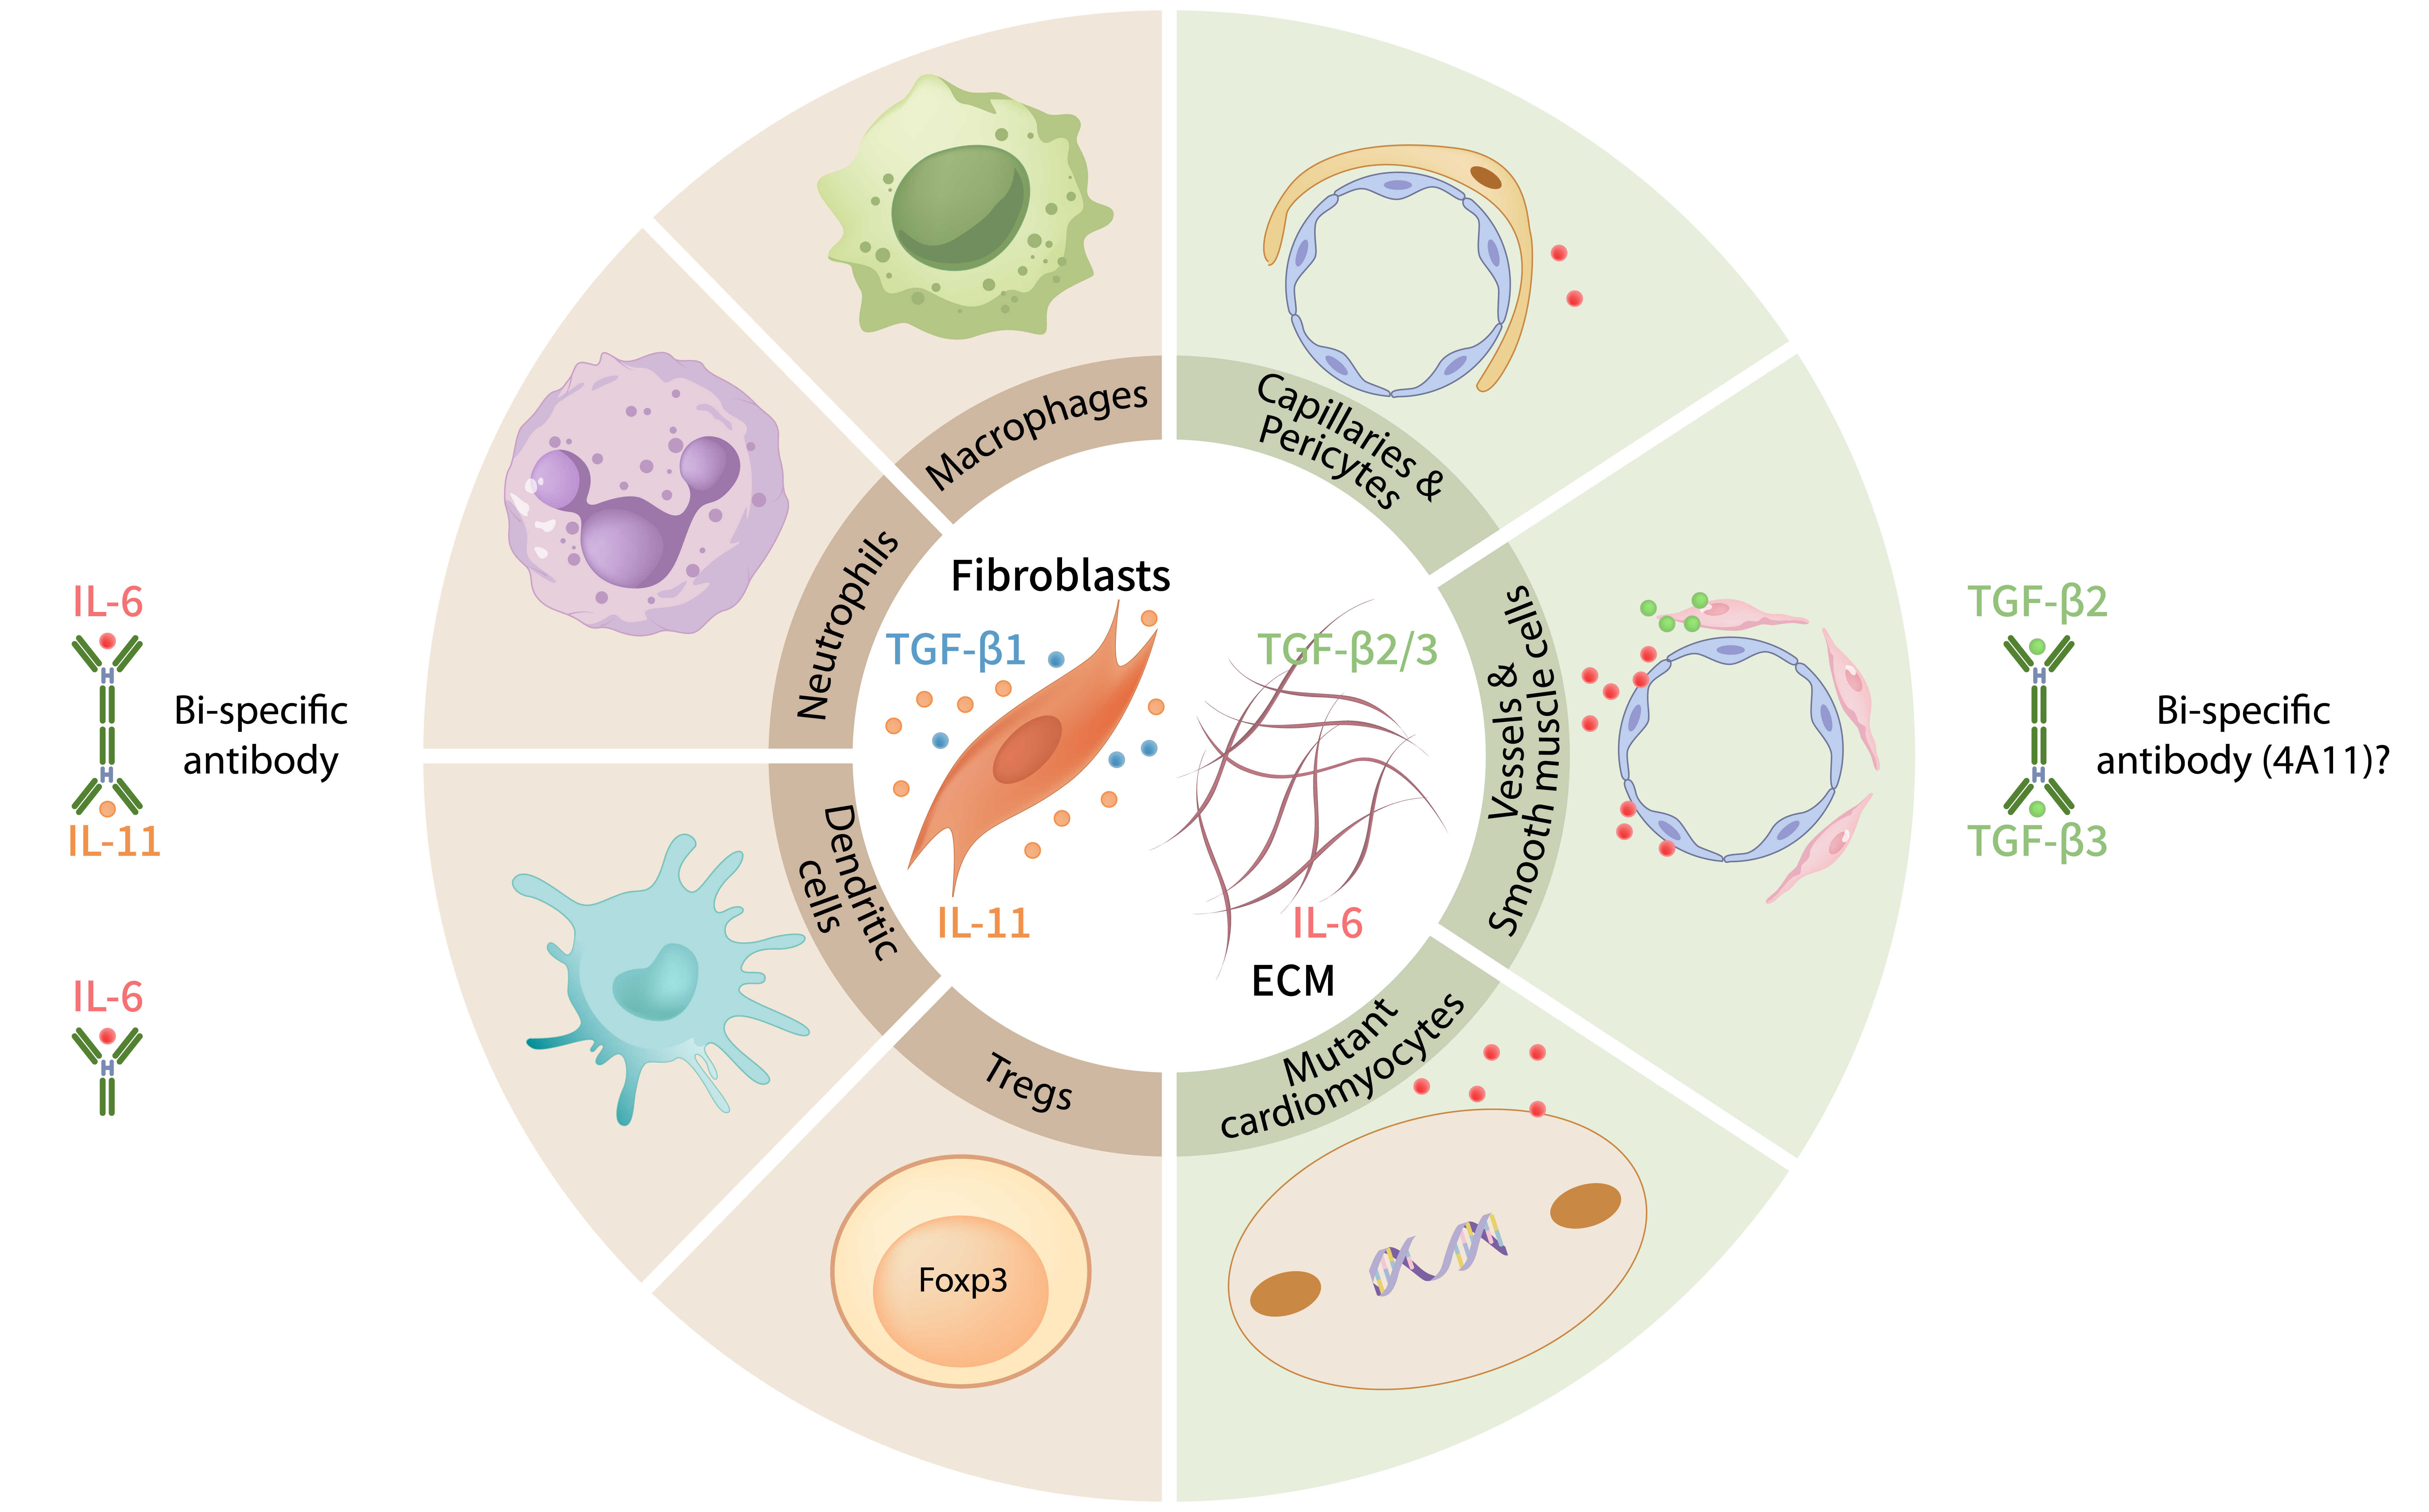 Macrophages
Capillaries &
Pericytes
Neutrophils
Vessels &
Smooth muscle cells
Dendritic
cells
Tregs
Mutant
cardiomyocytes
Fibroblasts
TGF-β1
TGF-β2/3
IL-11
IL-6
ECM
Foxp3
IL-6
H
Bi-specific
antibody
H
IL-11
IL-6
H
TGF-β2
H
Bi-specific
antibody (4A11)?
H
TGF-β3